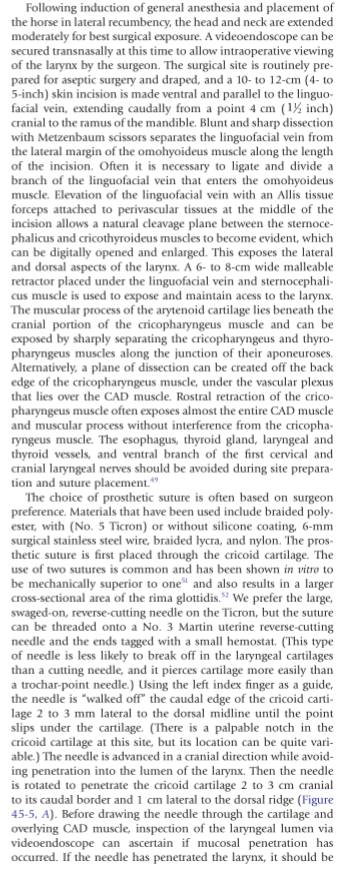 Following induction of general anesthesia and placement of
the horse in lateral recumbency, the head and neck are extended
moderately for best surgical exposure. A videoendoscope can be
secured transnasally at this time to allow intraoperative viewing
of the larynx by the surgeon. The surgical site is routinely pre-
pared for aseptic surgery and draped, and a 10- to 12-cm (4- to
5-inch) skin incision is made ventral and parallel to the linguo-
facial vein, extending caudally from a point 4 cm (1½ inch)
cranial to the ramus of the mandible. Blunt and sharp dissection
with Metzenbaum scissors separates the linguofacial vein from
the lateral margin of the omohyoideus muscle along the length
of the incision. Often it is necessary to ligate and divide a
branch of the linguofacial vein that enters the omohyoideus
muscle. Elevation of the linguofacial vein with an Allis tissue
forceps attached to perivascular tissues at the middle of the
incision allows a natural cleavage plane between the sternoce-
phalicus and cricothyroideus muscles to become evident, which
can be digitally opened and enlarged. This exposes the lateral
and dorsal aspects of the larynx. A 6- to 8-cm wide malleable
retractor placed under the linguofacial vein and sternocephali-
cus muscle is used to expose and maintain acess to the larynx.
The muscular process of the arytenoid cartilage lies beneath the
cranial portion of the cricopharyngeus muscle and can be
exposed by sharply separating the cricopharyngeus and thyro-
pharyngeus muscles along the junction of their aponeuroses.
Alternatively, a plane of dissection can be created off the back
edge of the cricopharyngeus muscle, under the vascular plexus
that lies over the CAD muscle. Rostral retraction of the crico-
pharyngeus muscle often exposes almost the entire CAD muscle
and muscular process without interference from the cricopha-
ryngeus muscle. The esophagus, thyroid gland, laryngeal and
thyroid vessels, and ventral branch of the first cervical and
cranial laryngeal nerves should be avoided during site prepara-
tion and suture placement.49
The choice of prosthetic suture is often based on surgeon
preference. Materials that have been used include braided poly-
ester, with (No. 5 Ticron) or without silicone coating, 6-mm
surgical stainless steel wire, braided lycra, and nylon. The pros-
thetic suture is first placed through the cricoid cartilage. The
use of two sutures is common and has been shown in vitro to
be mechanically superior to one51 and also results in a larger
cross-sectional area of the rima glottidis.52 We prefer the large,
swaged-on, reverse-cutting needle on the Ticron, but the suture
can be threaded onto a No. 3 Martin uterine reverse-cutting
needle and the ends tagged with a small hemostat. (This type
of needle is less likely to break off in the laryngeal cartilages
than a cutting needle, and it pierces cartilage more easily than
a trochar-point needle.) Using the left index finger as a guide,
the needle is "walked off" the caudal edge of the cricoid carti-
lage 2 to 3 mm lateral to the dorsal midline until the point
slips under the cartilage. (There is a palpable notch in the
cricoid cartilage at this site, but its location can be quite vari-
able.) The needle is advanced in a cranial direction while avoid-
ing penetration into the lumen of the larynx. Then the needle
is rotated to penetrate the cricoid cartilage 2 to 3 cm cranial
to its caudal border and 1 cm lateral to the dorsal ridge (Figure
45-5, A). Before drawing the needle through the cartilage and
overlying CAD muscle, inspection of the laryngeal lumen via
videoendoscope can ascertain if mucosal penetration has
occurred. If the needle has penetrated the larynx, it should be